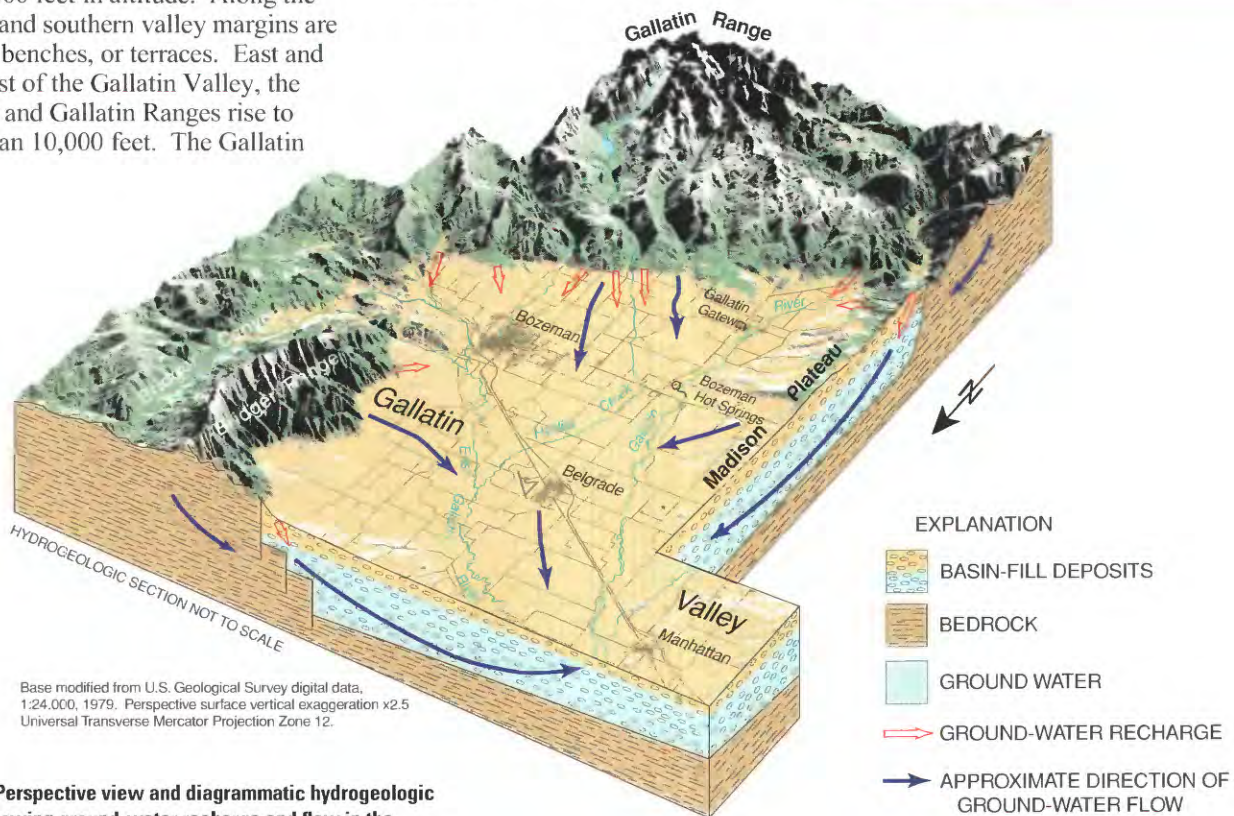 and southern valley margins are
benches, or terraces. East and
st of the Gallatin Valley, the
and Gallatin Ranges rise to
an 10,000 feet. The Gallatin
Gallatin Range
Bozeman
Gallatin
Gateway
River
Bozeman
Hot Springs
Madison Plateau
Gallatin
Belgrade
East
Valley
Manhattan
N
HYDROGEOLOGIC SECTION NOT TO SCALE
Base modified from U.S. Geological Survey digital data,
1:24.000, 1979. Perspective surface vertical exaggeration x2.5
Universal Transverse Mercator Projection Zone 12.
EXPLANATION
BASIN-FILL DEPOSITS
BEDROCK
GROUND WATER
GROUND-WATER RECHARGE
APPROXIMATE DIRECTION OF
GROUND-WATER FLOW
Perspective view and diagrammatic hydrogeologic